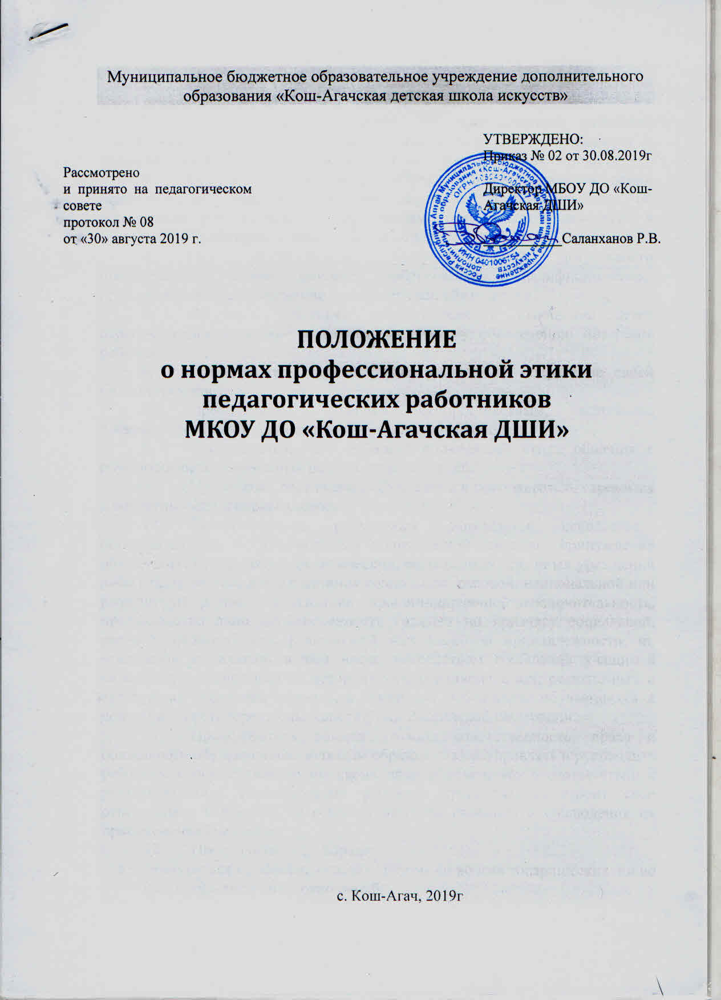 Муниципальное бюджетное образовательное учреждение дополнительного
образования «Кош-Агачская детская школа искусств»
УТВЕРЖДЕНО:
Приказ № 02 от 30.08.2019г
Рассмотрено
и принято на педагогическом
совете
протокол № 08
от «30» августа 2019 г.
Директор МБОУ ДО «Кош-
Агачская ДШИ»
Саланханов Р.В.
ИНН 0401006754
ПОЛОЖЕНИЕ
о нормах профессиональной этики
педагогических работников
МКОУ ДО «Кош-Агачская ДШИ»
с. Кош-Агач, 2019г